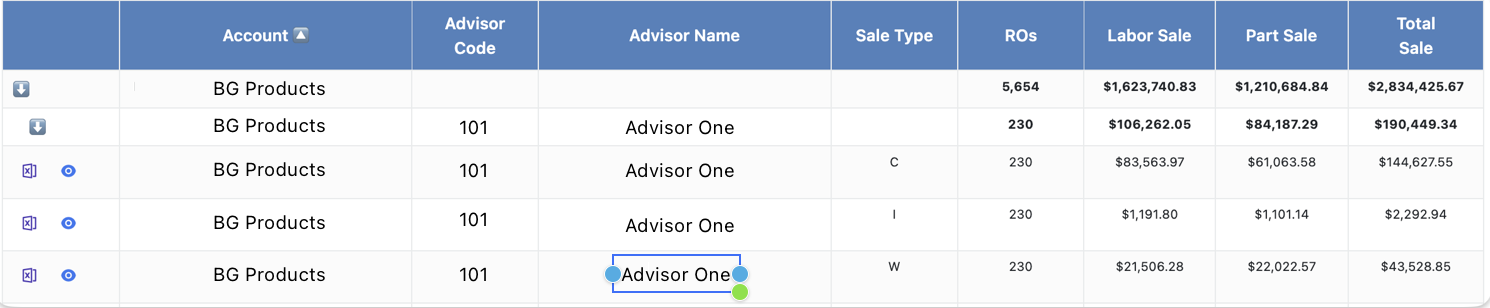 Account Advisor Code Advisor Name Sale Type ROs Labor Sale Part Sale Total Sale
BG Products 5,654 $1,623,740.83 $1,210,684.84 $2,834,425.67
BG Products 101 Advisor One 230 $106,262.05 $84,187.29 $190,449.34
BG Products 101 Advisor One C 230 $83,563.97 $61,063.58 $144,627.55
BG Products 101 Advisor One I 230 $1,191.80 $1,101.14 $2,292.94
BG Products 101 Advisor One W 230 $21,506.28 $22,022.57 $43,528.85